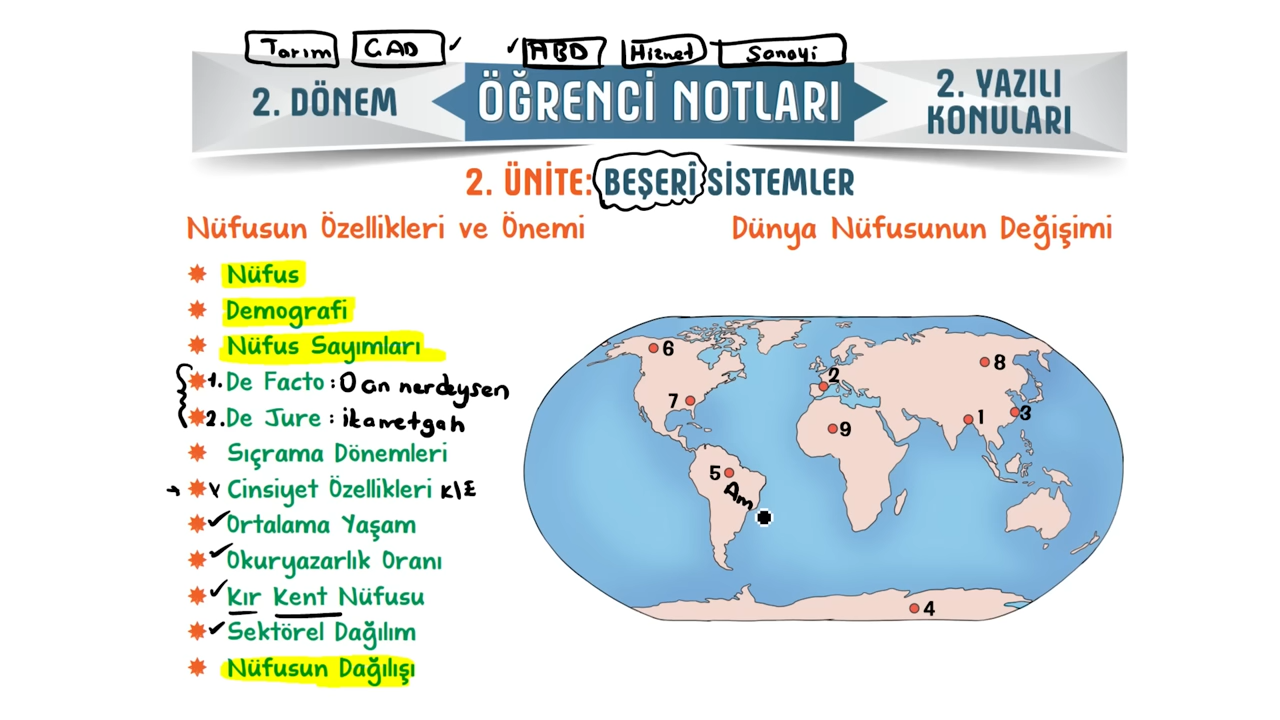 Tarım ÇAD ABD Hizmet Sanayi
2. DÖNEM
ÖĞRENCİ NOTLARI
2. YAZILI
KONULARI
2. ÜNİTE: BEŞERÎ SİSTEMLER
Nüfusun Özellikleri ve Önemi
Dünya Nüfusunun Değişimi
Nüfus
Demografi
Nüfus Sayımları
1. De Facto : O an nerdeysen
2. De Jure : ikametgah
Sıçrama Dönemleri
Cinsiyet Özellikleri K/E
Ortalama Yaşam
Okuryazarlık Oranı
Kır Kent Nüfusu
Sektörel Dağılım
Nüfusun Dağılışı
6
8
2
7
1
3
9
5
Am
4